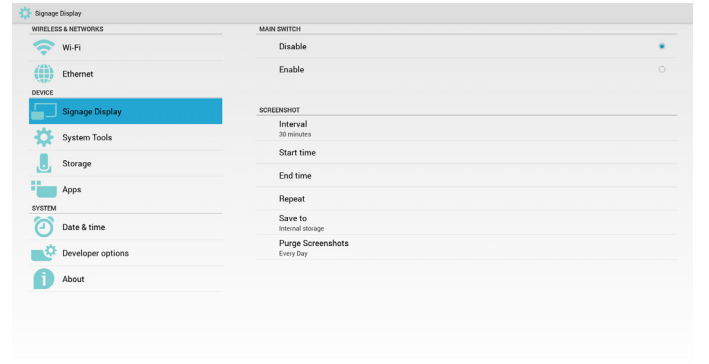 Signage Display
WIRELESS & NETWORKS
Wi-Fi
Ethernet
DEVICE
Signage Display
System Tools
Storage
Apps
SYSTEM
Date & time
Developer options
About
MAIN SWITCH
Disable
Enable
SCREENSHOT
Interval
30 minutes
Start time
End time
Repeat
Save to
Internal storage
Purge Screenshots
Every Day